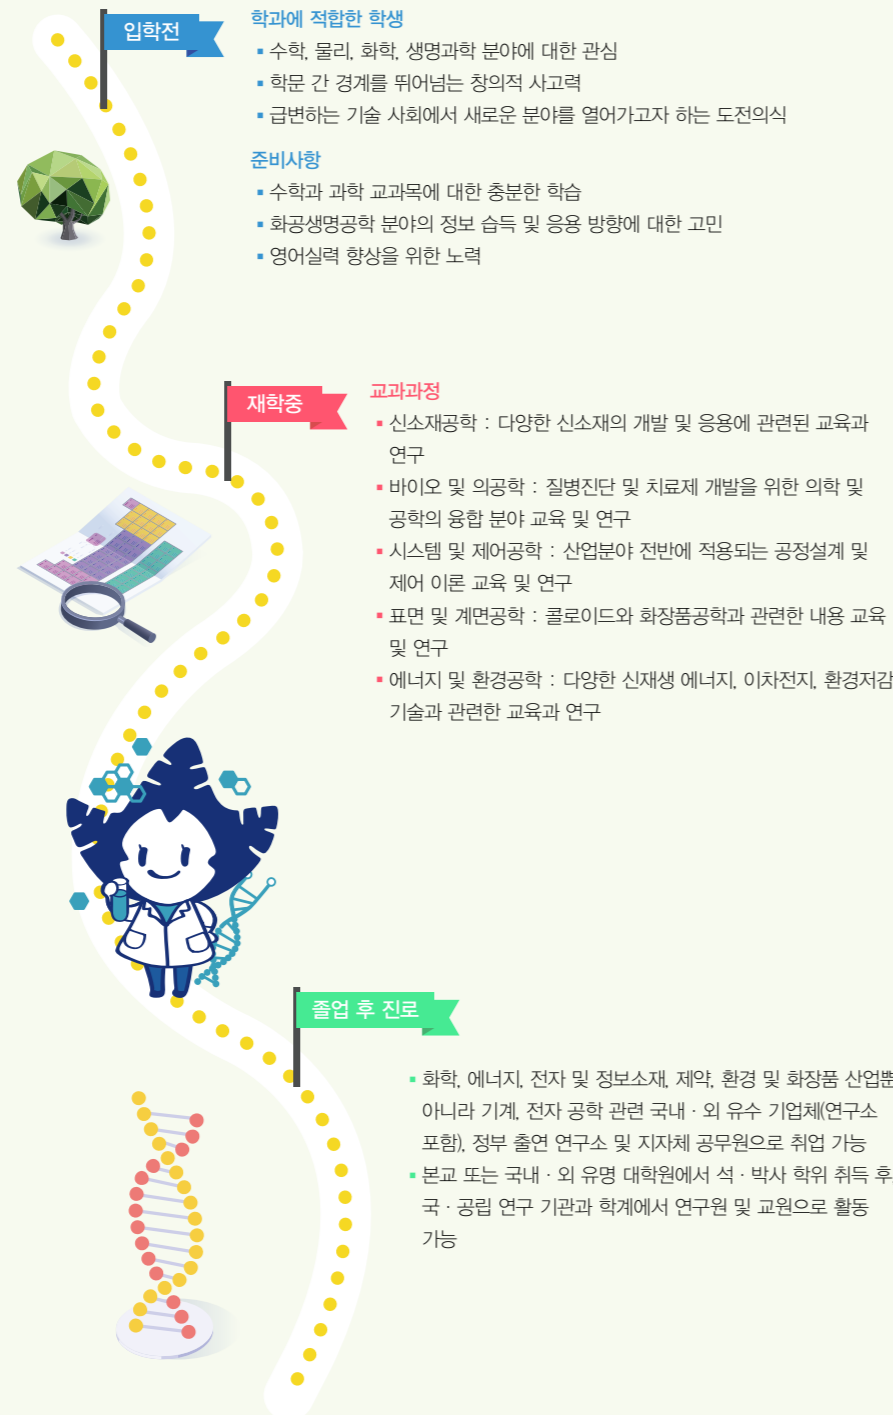 입학전
학과에 적합한 학생
▪ 수학, 물리, 화학, 생명과학 분야에 대한 관심
▪ 학문 간 경계를 뛰어넘는 창의적 사고력
▪ 급변하는 기술 사회에서 새로운 분야를 열어가고자 하는 도전의식
준비사항
▪ 수학과 과학 교과목에 대한 충분한 학습
▪ 화공생명공학 분야의 정보 습득 및 응용 방향에 대한 고민
▪ 영어실력 향상을 위한 노력
재학중
교과과정
▪ 신소재공학 : 다양한 신소재의 개발 및 응용에 관련된 교육과
연구
▪ 바이오 및 의공학 : 질병진단 및 치료제 개발을 위한 의학 및
공학의 융합 분야 교육 및 연구
▪ 시스템 및 제어공학 : 산업분야 전반에 적용되는 공정설계 및
제어 이론 교육 및 연구
▪ 표면 및 계면공학 : 콜로이드와 화장품공학과 관련한 내용 교육
및 연구
▪ 에너지 및 환경공학 : 다양한 신재생 에너지, 이차전지, 환경저감
기술과 관련한 교육과 연구
졸업 후 진로
▪ 화학, 에너지, 전자 및 정보소재, 제약, 환경 및 화장품 산업뿐
아니라 기계, 전자 공학 관련 국내 · 외 유수 기업체(연구소
포함), 정부 출연 연구소 및 지자체 공무원으로 취업 가능
▪ 본교 또는 국내 · 외 유명 대학원에서 석 · 박사 학위 취득 후,
국 · 공립 연구 기관과 학계에서 연구원 및 교원으로 활동
가능